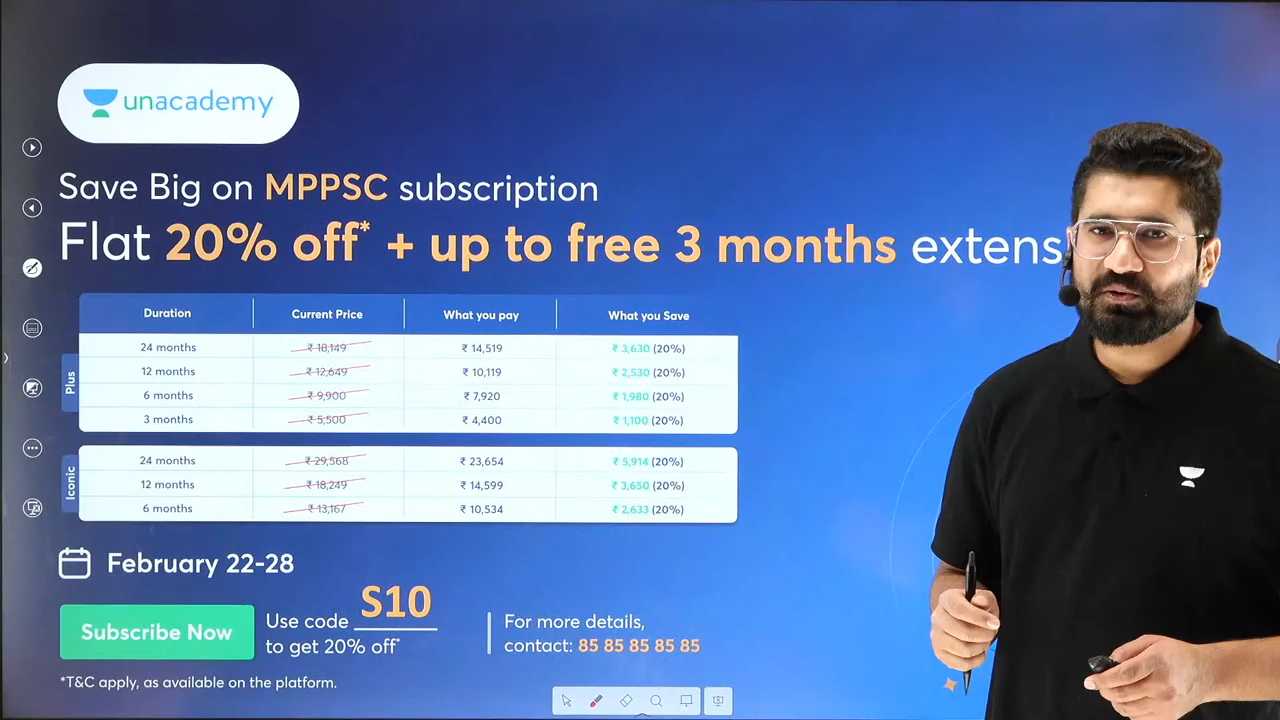 unacademy
Save Big on MPPSC subscription
Flat 20% off* + up to free 3 months extens
Duration Current Price What you pay What you Save
Plus
24 months ₹ 18,149 ₹ 14,519 ₹ 3,630 (20%)
12 months ₹ 12,649 ₹ 10,119 ₹ 2,530 (20%)
6 months ₹ 9,900 ₹ 7,920 ₹ 1,980 (20%)
3 months ₹ 5,500 ₹ 4,400 ₹ 1,100 (20%)
Iconic
24 months ₹ 29,568 ₹ 23,654 ₹ 5,914 (20%)
12 months ₹ 18,249 ₹ 14,599 ₹ 3,650 (20%)
6 months ₹ 13,167 ₹ 10,534 ₹ 2,633 (20%)
February 22-28
Subscribe Now
Use code S10
to get 20% off*
For more details,
contact: 85 85 85 85 85
*T&C apply, as available on the platform.